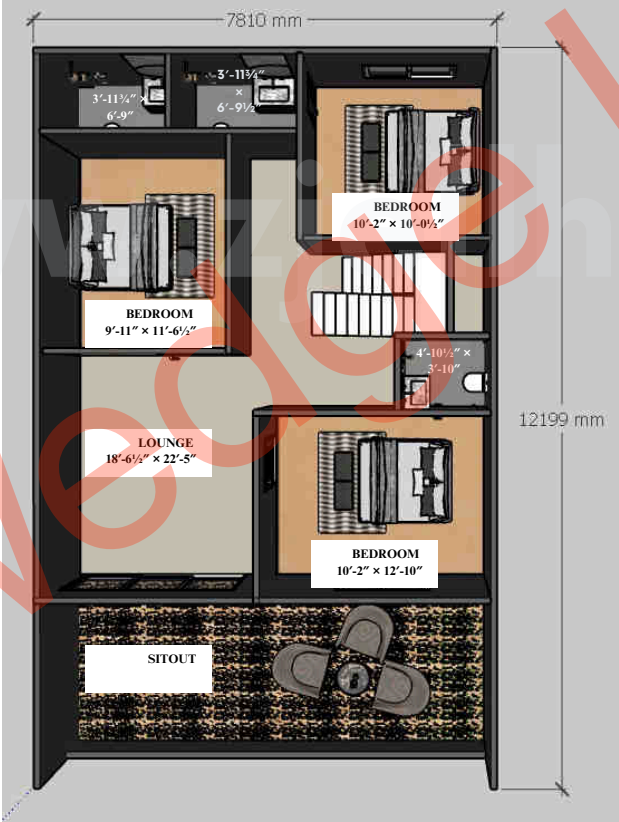 7810 mm
3'-11¾" ×
6'-9"
3'-11¾"
×
6'-9½"
BEDROOM
10'-2" × 10'-0½"
BEDROOM
9'-11" × 11'-6½"
4'-10½" ×
3'-10"
12199 mm
LOUNGE
18'-6½" × 22'-5"
BEDROOM
10'-2" × 12'-10"
SITOUT